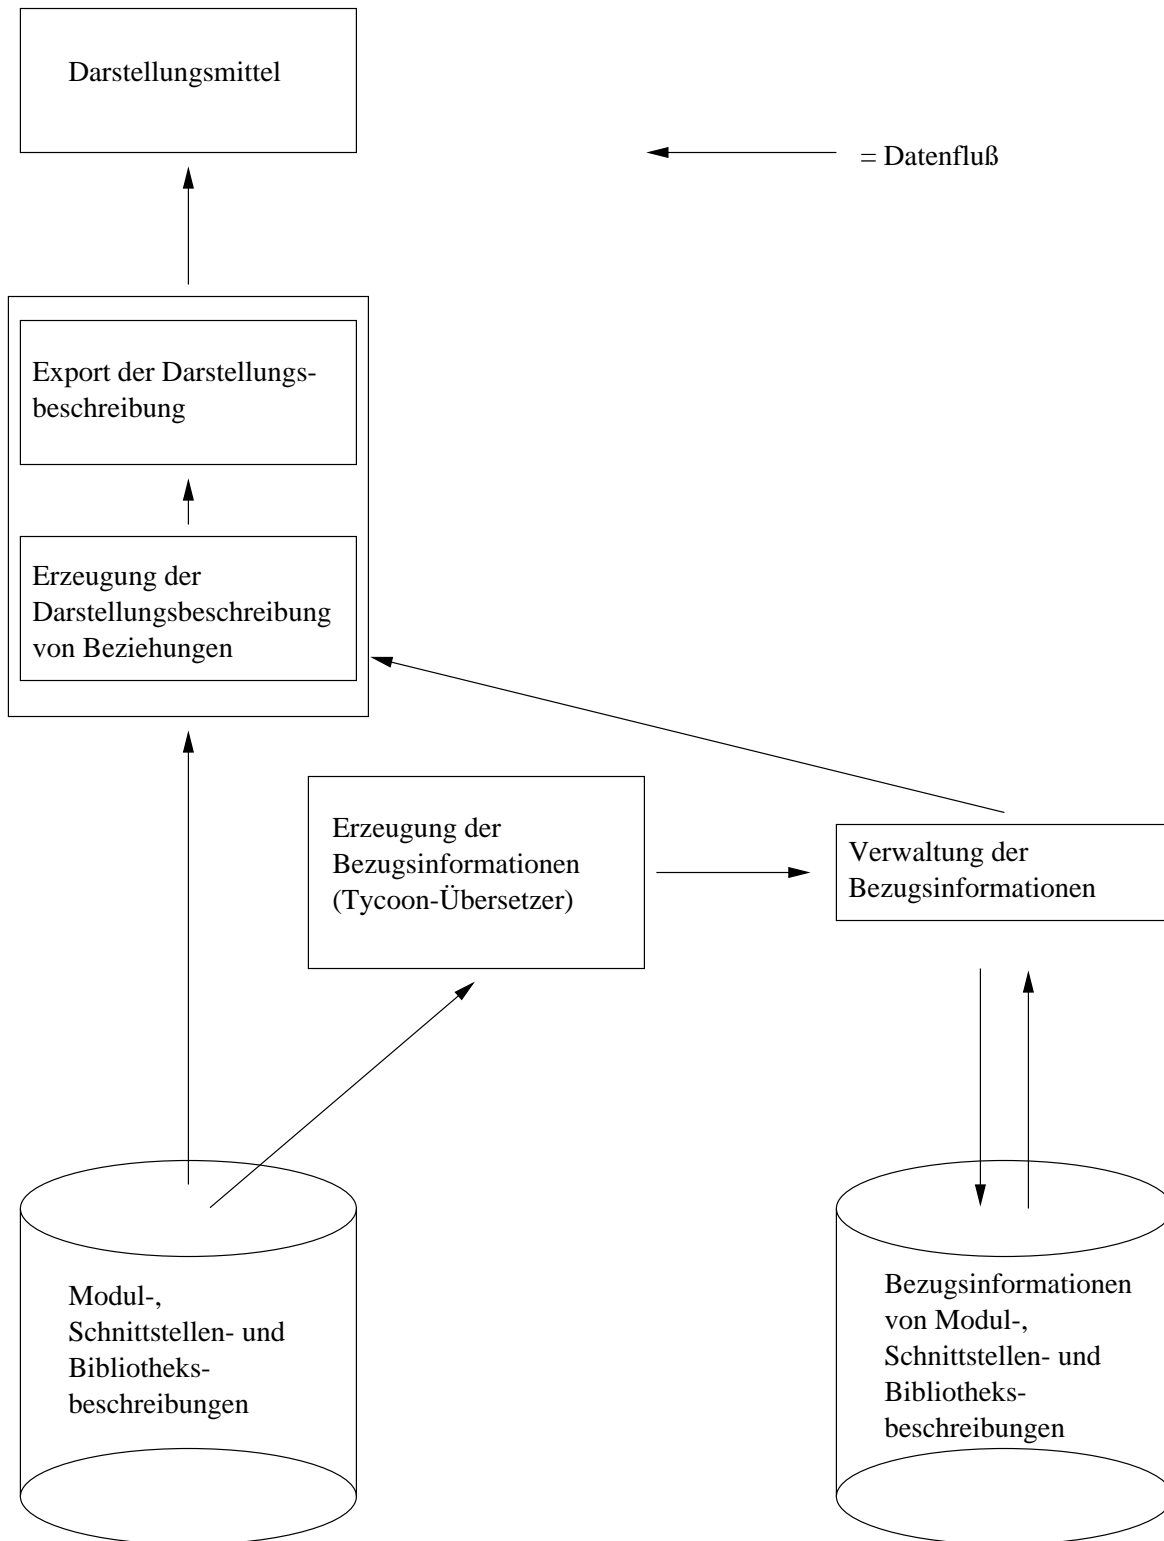 Darstellungsmittel
= Datenfluß
Export der Darstellungs-
beschreibung
Erzeugung der
Darstellungsbeschreibung
von Beziehungen
Erzeugung der
Bezugsinformationen
(Tycoon-Übersetzer)
Verwaltung der
Bezugsinformationen
Modul-,
Schnittstellen- und
Bibliotheks-
beschreibungen
Bezugsinformationen
von Modul-,
Schnittstellen- und
Bibliotheks-
beschreibungen